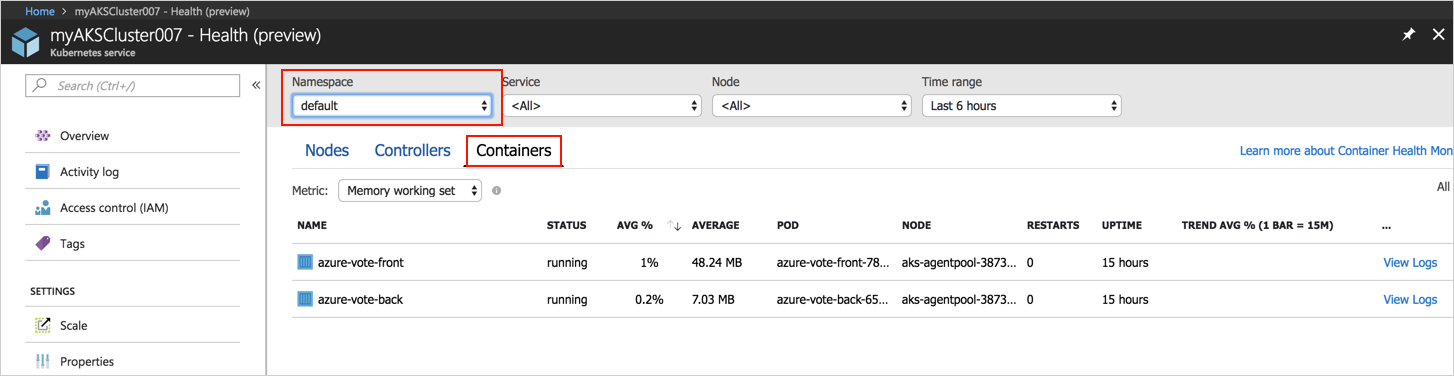 Home > myAKSCluster007 - Health (preview)
myAKSCluster007 - Health (preview)
Kubernetes service
Search (Ctrl+/)
Overview
Activity log
Access control (IAM)
Tags
SETTINGS
Scale
Properties
Namespace Service Node Time range
default <All> <All> Last 6 hours
Nodes Controllers Containers Learn more about Container Health Mon
Metric: Memory working set All
NAME STATUS AVG % AVERAGE POD NODE RESTARTS UPTIME TREND AVG % (1 BAR = 15M) ...
azure-vote-front running 1% 48.24 MB azure-vote-front-78... aks-agentpool-3873... 0 15 hours View Logs
azure-vote-back running 0.2% 7.03 MB azure-vote-back-65... aks-agentpool-3873... 0 15 hours View Logs